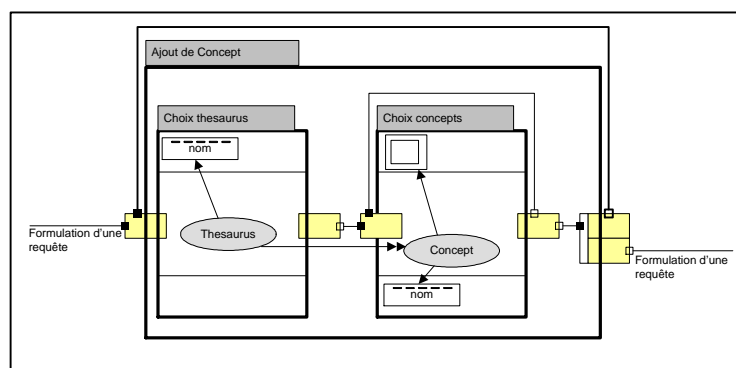 Ajout de Concept
Choix thesaurus
Choix concepts
nom
Formulation d'une
requête
Thesaurus
Concept
Formulation d'une
requête
nom